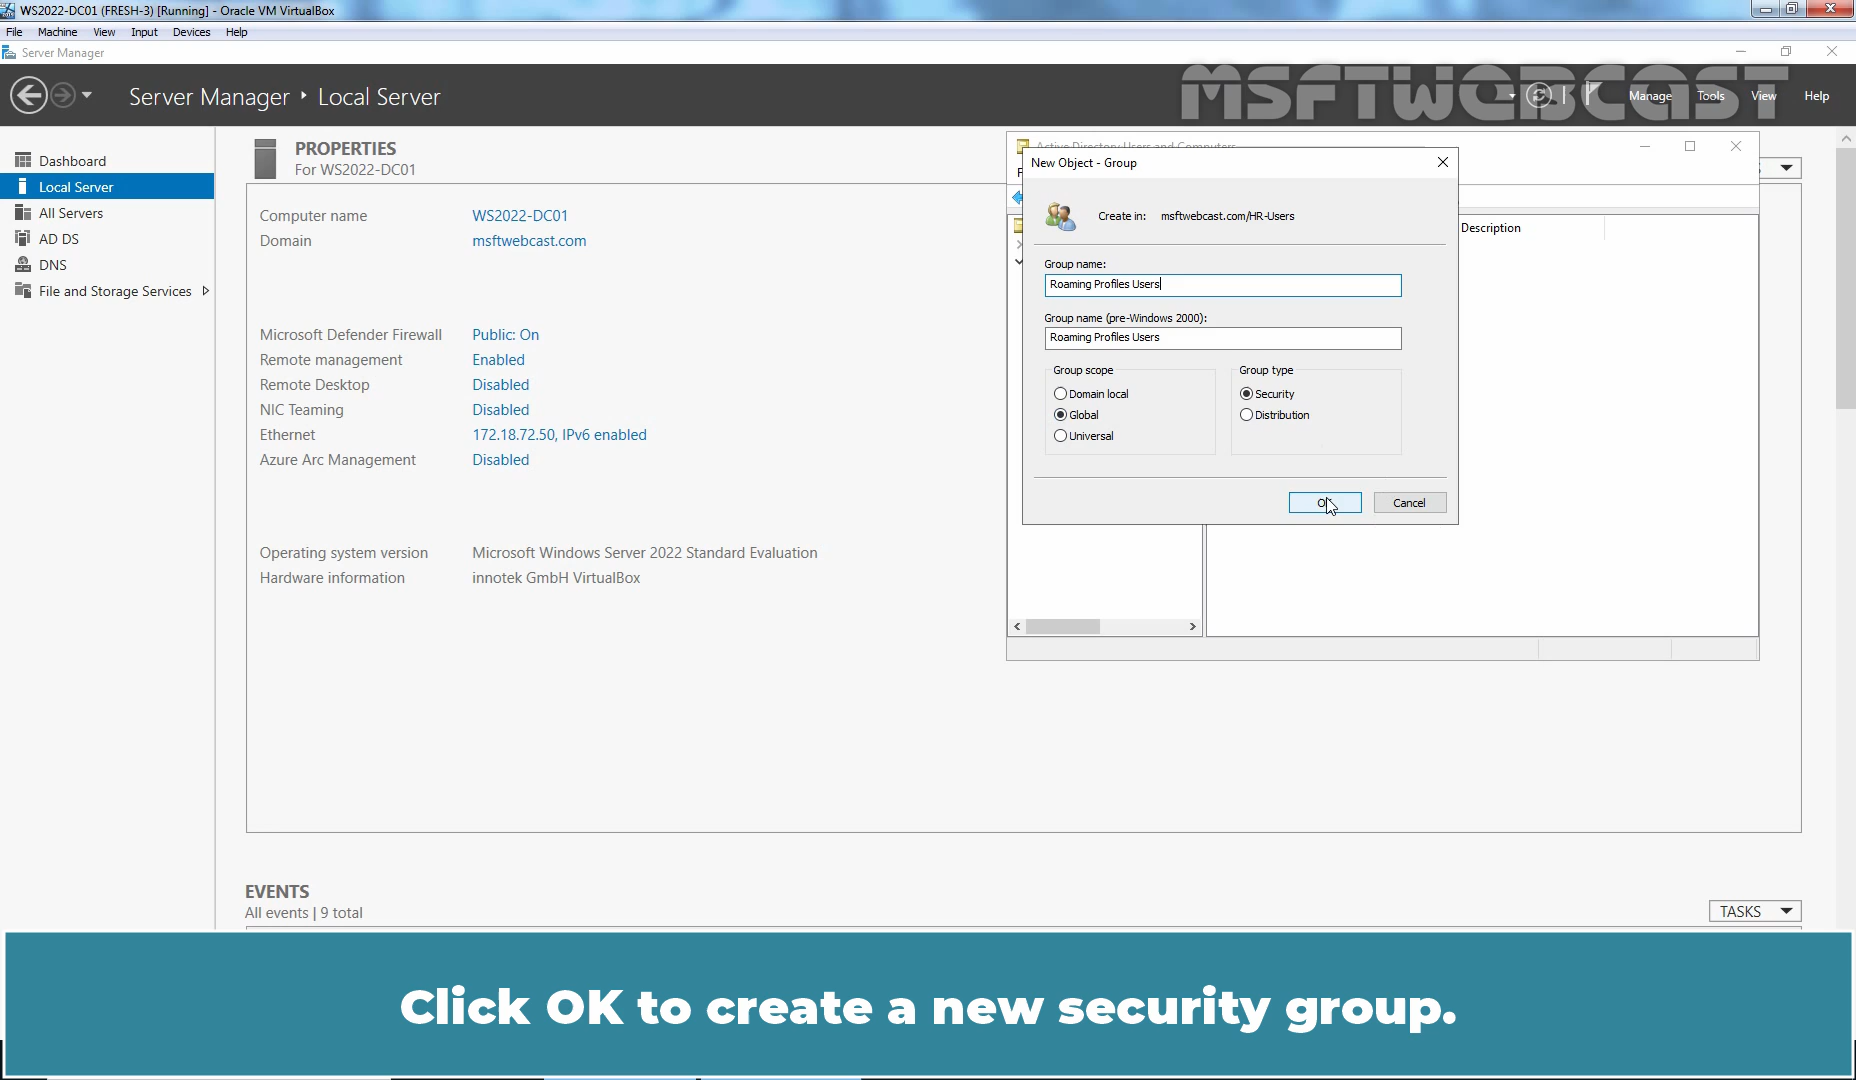 WS2022-DC01 (FRESH-3) [Running] - Oracle VM VirtualBox
File Machine View Input Devices Help
Server Manager
Server Manager ‣ Local Server
MSFTWEBCAST
Manage Tools View Help
Dashboard
Local Server
All Servers
AD DS
DNS
File and Storage Services
PROPERTIES
For WS2022-DC01
Computer name WS2022-DC01
Domain msftwebcast.com
Microsoft Defender Firewall Public: On
Remote management Enabled
Remote Desktop Disabled
NIC Teaming Disabled
Ethernet 172.18.72.50, IPv6 enabled
Azure Arc Management Disabled
Operating system version Microsoft Windows Server 2022 Standard Evaluation
Hardware information innotek GmbH VirtualBox
Active Directory Users and Computers
New Object - Group
Create in: msftwebcast.com/HR-Users
Description
Group name:
Roaming Profiles Users
Group name (pre-Windows 2000):
Roaming Profiles Users
Group scope
Domain local
Global
Universal
Group type
Security
Distribution
OK Cancel
EVENTS
All events | 9 total
TASKS
Click OK to create a new security group.